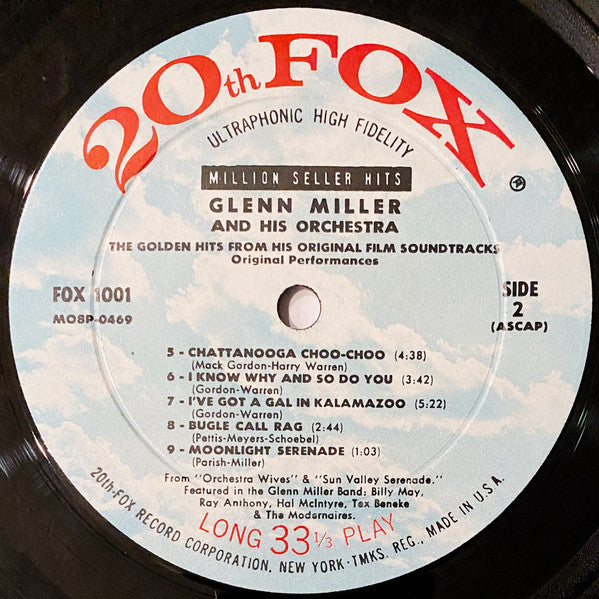 20th FOX
ULTRAPHONIC HIGH FIDELITY
MILLION SELLER HITS
GLENN MILLER
AND HIS ORCHESTRA
THE GOLDEN HITS FROM HIS ORIGINAL FILM SOUNDTRACKS
Original Performances
FOX 1001
MO8P-0469
SIDE
2
(ASCAP)
5 - CHATTANOOGA CHOO-CHOO (4:38)
(Mack Gordon-Harry Warren)
6 - I KNOW WHY AND SO DO YOU (3:42)
(Gordon-Warren)
7 - I'VE GOT A GAL IN KALAMAZOO (5:22)
(Gordon-Warren)
8 - BUGLE CALL RAG (2:44)
(Pettis-Meyers-Schoebel)
9 - MOONLIGHT SERENADE (1:03)
(Parish-Miller)
From "Orchestra Wives" & "Sun Valley Serenade."
Featured in the Glenn Miller Band: Billy May,
Ray Anthony, Hal McIntyre, Tex Beneke
& The Modernaires.
LONG 33 1/3 PLAY
20th-FOX RECORD CORPORATION, NEW YORK-TMKS. REG., MADE IN U.S.A.